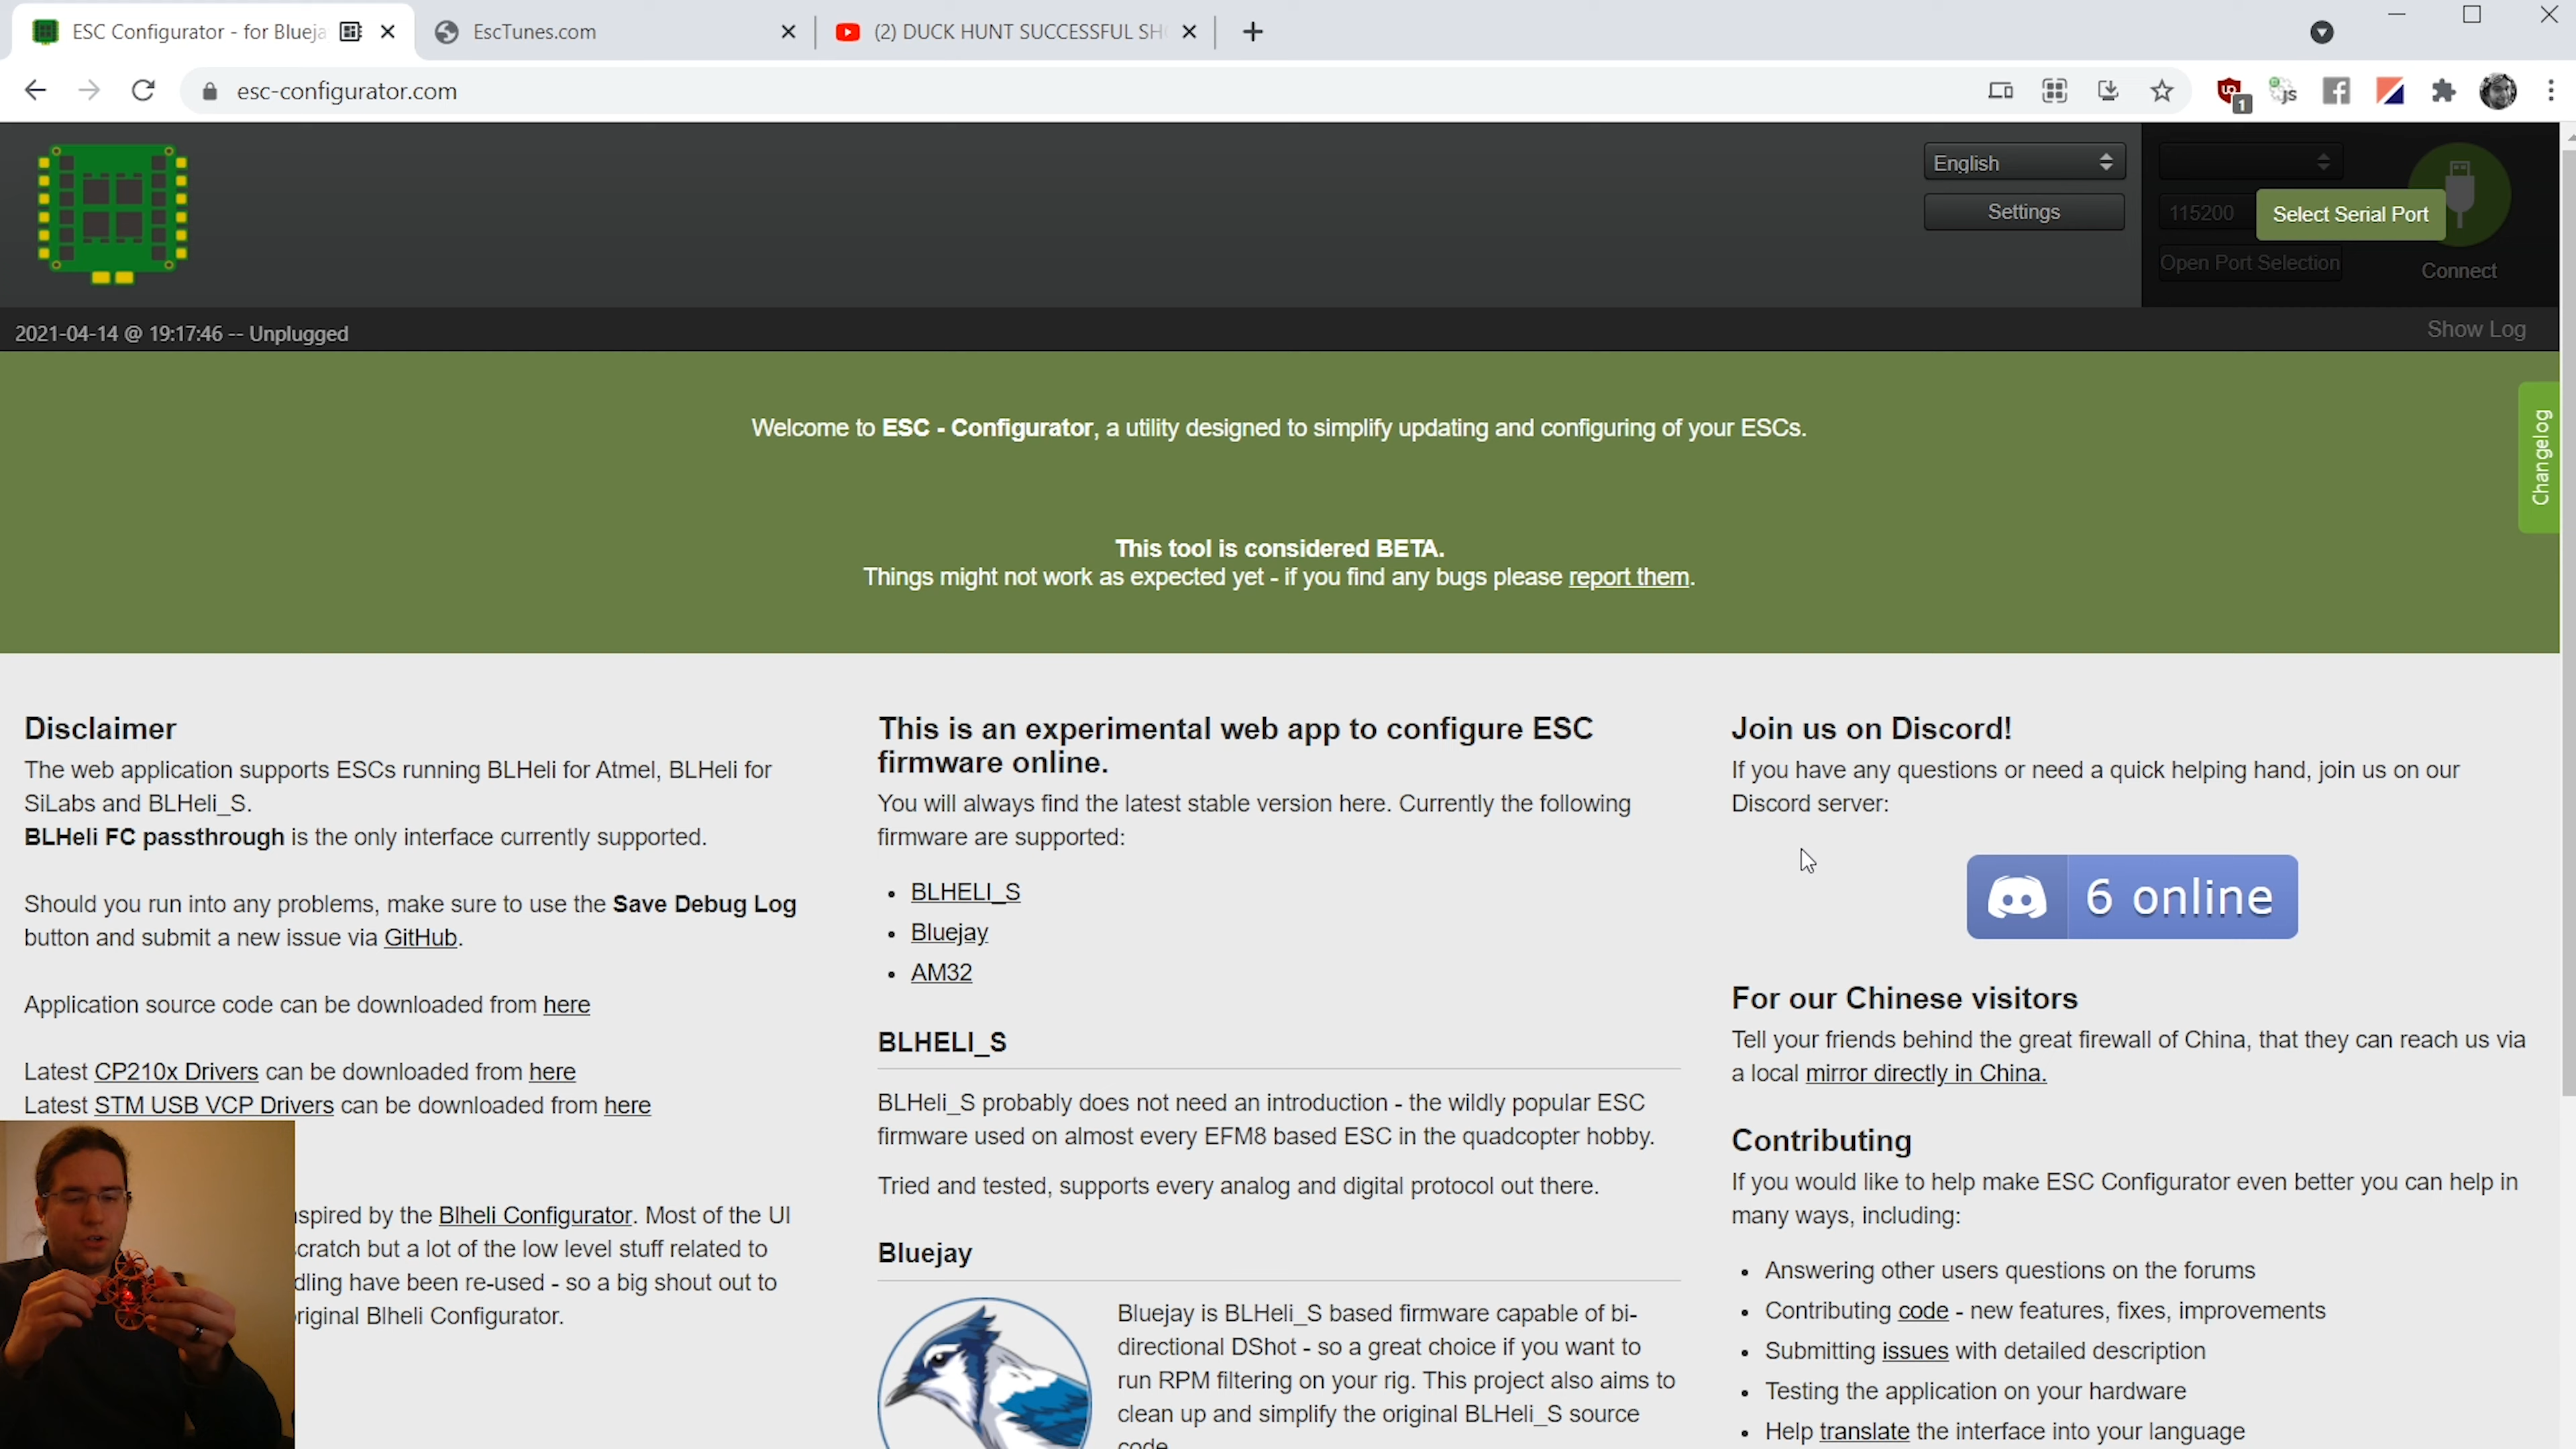 ESC Configurator - for Blueja
EscTunes.com
(2) DUCK HUNT SUCCESSFUL SH
esc-configurator.com
1
JS
English
Settings
115200
Select Serial Port
Open Port Selection
Connect
2021-04-14 @ 19:17:46 -- Unplugged
Show Log
Changelog
Welcome to ESC - Configurator, a utility designed to simplify updating and configuring of your ESCs.
This tool is considered BETA.
Things might not work as expected yet - if you find any bugs please report them.
Disclaimer
The web application supports ESCs running BLHeli for Atmel, BLHeli for
SiLabs and BLHeli_S.
BLHeli FC passthrough is the only interface currently supported.
Should you run into any problems, make sure to use the Save Debug Log
button and submit a new issue via GitHub.
Application source code can be downloaded from here
Latest CP210x Drivers can be downloaded from here
Latest STM USB VCP Drivers can be downloaded from here
spired by the Blheli Configurator. Most of the UI
cratch but a lot of the low level stuff related to
dling have been re-used - so a big shout out to
riginal Blheli Configurator.
This is an experimental web app to configure ESC
firmware online.
You will always find the latest stable version here. Currently the following
firmware are supported:
• BLHELI_S
• Bluejay
• AM32
BLHELI_S
BLHeli_S probably does not need an introduction - the wildly popular ESC
firmware used on almost every EFM8 based ESC in the quadcopter hobby.
Tried and tested, supports every analog and digital protocol out there.
Bluejay
Bluejay is BLHeli_S based firmware capable of bi-
directional DShot - so a great choice if you want to
run RPM filtering on your rig. This project also aims to
clean up and simplify the original BLHeli_S source
code
Join us on Discord!
If you have any questions or need a quick helping hand, join us on our
Discord server:
6 online
For our Chinese visitors
Tell your friends behind the great firewall of China, that they can reach us via
a local mirror directly in China.
Contributing
If you would like to help make ESC Configurator even better you can help in
many ways, including:
• Answering other users questions on the forums
• Contributing code - new features, fixes, improvements
• Submitting issues with detailed description
• Testing the application on your hardware
• Help translate the interface into your language